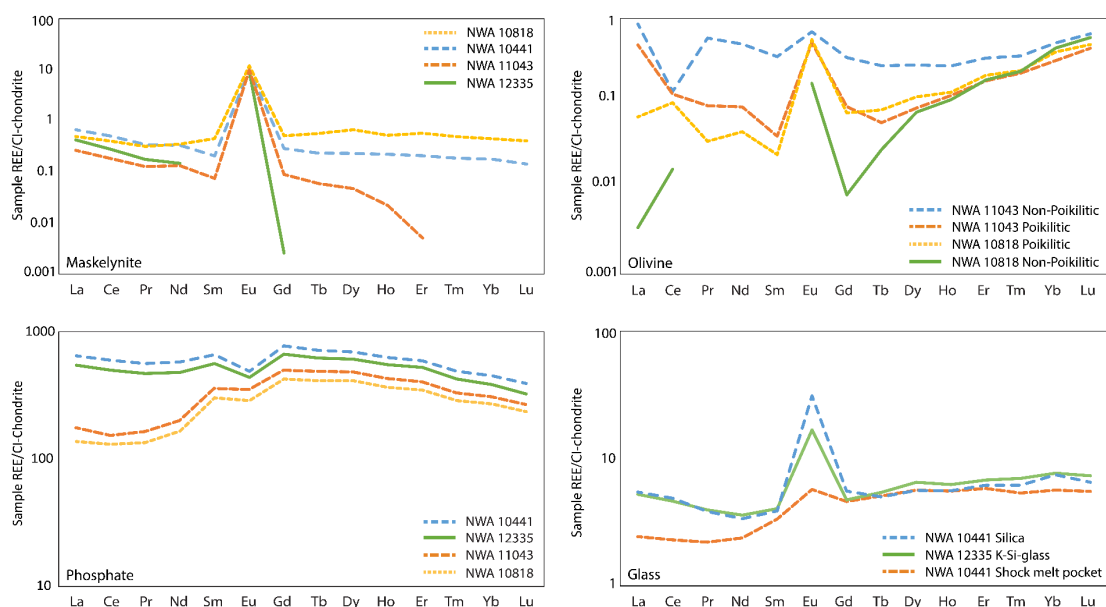 100
10
1
0.1
0.01
0.001
Sample REE/CI-chondrite
NWA 10818
NWA 10441
NWA 11043
NWA 12335
Maskelynite
La Ce Pr Nd Sm Eu Gd Tb Dy Ho Er Tm Yb Lu
1
0.1
0.01
0.001
Sample REE/CI-chondrite
NWA 11043 Non-Poikilitic
NWA 11043 Poikilitic
NWA 10818 Poikilitic
NWA 10818 Non-Poikilitic
Olivine
La Ce Pr Nd Sm Eu Gd Tb Dy Ho Er Tm Yb Lu
1000
100
10
Sample REE/CI-Chondrite
NWA 10441
NWA 12335
NWA 11043
NWA 10818
Phosphate
La Ce Pr Nd Sm Eu Gd Tb Dy Ho Er Tm Yb Lu
100
10
1
Sample REE/CI-chondrite
NWA 10441 Silica
NWA 12335 K-Si-glass
NWA 10441 Shock melt pocket
Glass
La Ce Pr Nd Sm Eu Gd Tb Dy Ho Er Tm Yb Lu